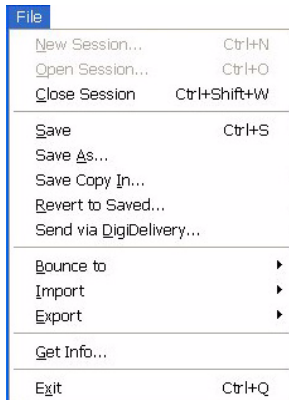 File
New Session... Ctrl+N
Open Session... Ctrl+O
Close Session Ctrl+Shift+W
Save Ctrl+S
Save As...
Save Copy In...
Revert to Saved...
Send via DigiDelivery...
Bounce to
Import
Export
Get Info...
Exit Ctrl+Q